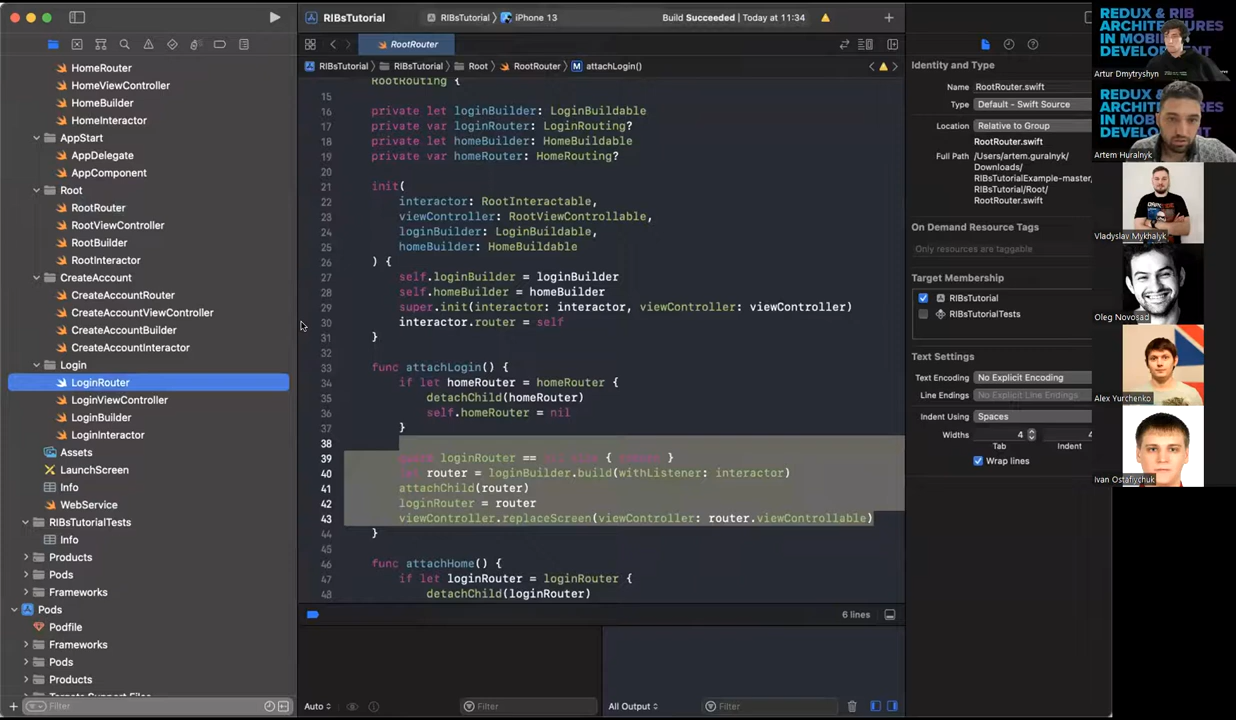 RIBsTutorial
RIBsTutorial
iPhone 13
Build Succeeded | Today at 11:34
RootRouter
RIBsTutorial
RIBsTutorial
Root
RootRouter
M
attachLogin()
HomeRouter
HomeViewController
HomeBuilder
HomeInteractor
AppStart
AppDelegate
AppComponent
Root
RootRouter
RootViewController
RootBuilder
RootInteractor
CreateAccount
CreateAccountRouter
CreateAccountViewController
CreateAccountBuilder
CreateAccountInteractor
Login
LoginRouter
LoginViewController
LoginBuilder
LoginInteractor
Assets
LaunchScreen
Info
WebService
RIBsTutorialTests
Info
Products
Pods
Frameworks
Pods
Podfile
Frameworks
Pods
Products
Targets Support Files
Filter
RootRouting {
15
16 private let loginBuilder: LoginBuildable
17 private var loginRouter: LoginRouting?
18 private let homeBuilder: HomeBuildable
19 private var homeRouter: HomeRouting?
20
21 init(
22 interactor: RootInteractable,
23 viewController: RootViewControllable,
24 loginBuilder: LoginBuildable,
25 homeBuilder: HomeBuildable
26 ) {
27 self.loginBuilder = loginBuilder
28 self.homeBuilder = homeBuilder
29 super.init(interactor: interactor, viewController: viewController)
30 interactor.router = self
31 }
32
33 func attachLogin() {
34 if let homeRouter = homeRouter {
35 detachChild(homeRouter)
36 self.homeRouter = nil
37 }
38
39 guard loginRouter == nil else { return }
40 let router = loginBuilder.build(withListener: interactor)
41 attachChild(router)
42 loginRouter = router
43 viewController.replaceScreen(viewController: router.viewControllable)
44 }
45
46 func attachHome() {
47 if let loginRouter = loginRouter {
48 detachChild(loginRouter)
6 lines
Auto
Filter
All Output
Filter
Identity and Type
Name RootRouter.swift
Type Default - Swift Source
Location Relative to Group
RootRouter.swift
Full Path /Users/artem.guralnyk/
Downloads/
RIBsTutorialExample-master/
RIBsTutorial/Root/
RootRouter.swift
On Demand Resource Tags
Only resources are taggable
Target Membership
RIBsTutorial
RIBsTutorialTests
Text Settings
Text Encoding No Explicit Encoding
Line Endings No Explicit Line Endings
Indent Using Spaces
Widths 4 4
Tab Indent
Wrap lines
REDUX & RIB
ARCHITECTURES
IN MOBILE
DEVELOPMENT
Artur Dmytryshyn
Artem Huralnyk
Vladyslav Mykhalyk
Oleg Novosad
Alex Yurchenko
Ivan Ostafiychuk